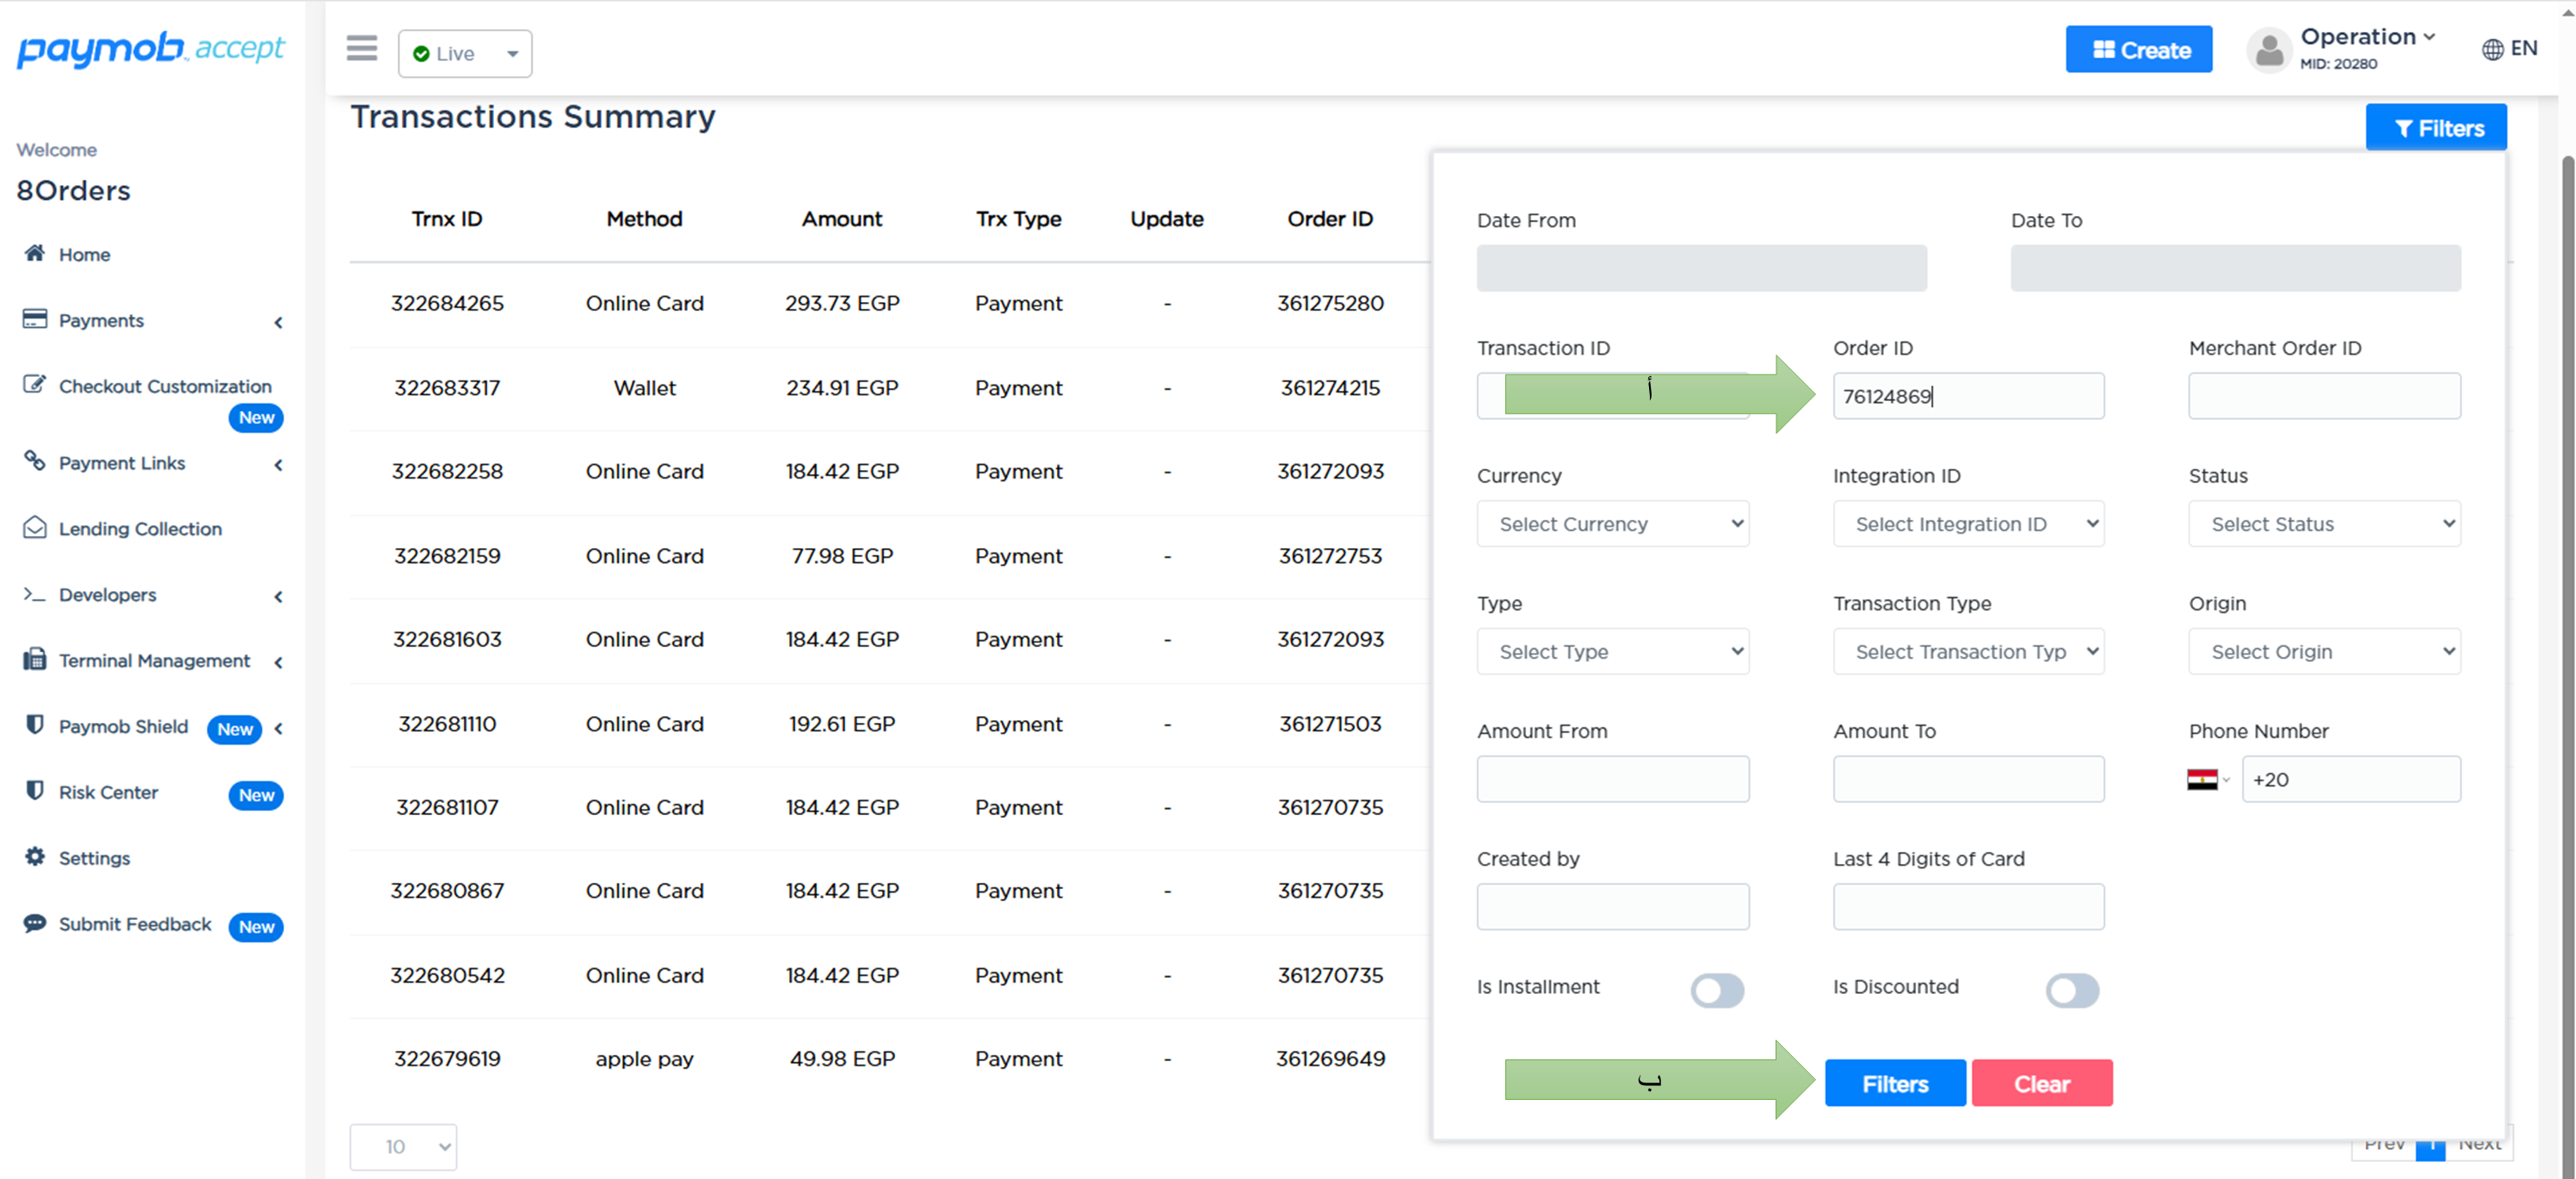 paymob accept
Live
Create
Operation
MID: 20280
EN
Welcome
8Orders
Home
Payments
Checkout Customization
New
Payment Links
Lending Collection
Developers
Terminal Management
Paymob Shield New
Risk Center New
Settings
Submit Feedback New
Transactions Summary
Filters
Trnx ID Method Amount Trx Type Update Order ID
322684265 Online Card 293.73 EGP Payment - 361275280
322683317 Wallet 234.91 EGP Payment - 361274215
322682258 Online Card 184.42 EGP Payment - 361272093
322682159 Online Card 77.98 EGP Payment - 361272753
322681603 Online Card 184.42 EGP Payment - 361272093
322681110 Online Card 192.61 EGP Payment - 361271503
322681107 Online Card 184.42 EGP Payment - 361270735
322680867 Online Card 184.42 EGP Payment - 361270735
322680542 Online Card 184.42 EGP Payment - 361270735
322679619 apple pay 49.98 EGP Payment - 361269649
10
Date From Date To
Transaction ID Order ID Merchant Order ID
أ 76124869
Currency Integration ID Status
Select Currency Select Integration ID Select Status
Type Transaction Type Origin
Select Type Select Transaction Typ Select Origin
Amount From Amount To Phone Number
+20
Created by Last 4 Digits of Card
Is Installment Is Discounted
ب Filters Clear
Prev 1 Next